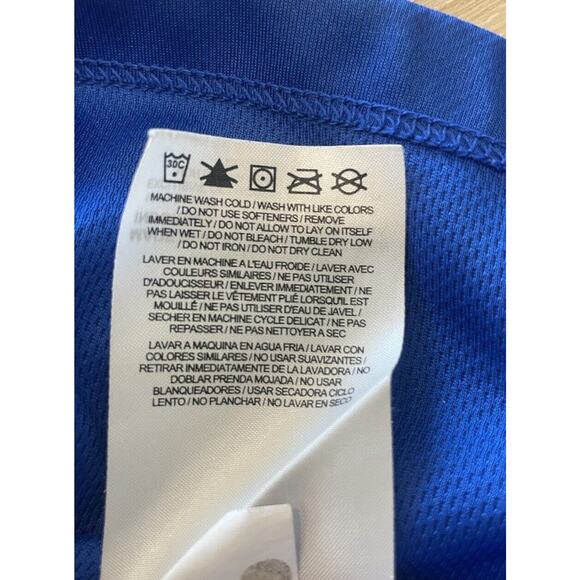 30C
MACHINE WASH COLD / WASH WITH LIKE COLORS
/ DO NOT USE SOFTENERS / REMOVE
IMMEDIATELY / DO NOT ALLOW TO LAY ON ITSELF
WHEN WET / DO NOT BLEACH / TUMBLE DRY LOW
/ DO NOT IRON / DO NOT DRY CLEAN
LAVER EN MACHINE A L'EAU FROIDE / LAVER AVEC
COULEURS SIMILAIRES / NE PAS UTILISER
D'ADOUCISSEUR / ENLEVER IMMEDIATEMENT / NE
PAS LAISSER LE VÊTEMENT PLIÉ LORSQU'IL EST
MOUILLÉ / NE PAS UTILISER D'EAU DE JAVEL /
SECHER EN MACHINE CYCLE DELICAT / NE PAS
REPASSER / NE PAS NETTOYER A SEC
LAVAR A MAQUINA EN AGUA FRIA / LAVAR CON
COLORES SIMILARES / NO USAR SUAVIZANTES /
RETIRAR INMEDIATAMENTE DE LA LAVADORA / NO
DOBLAR PRENDA MOJADA / NO USAR
BLANQUEADORES / USAR SECADORA CICLO
LENTO / NO PLANCHAR / NO LAVAR EN SECO